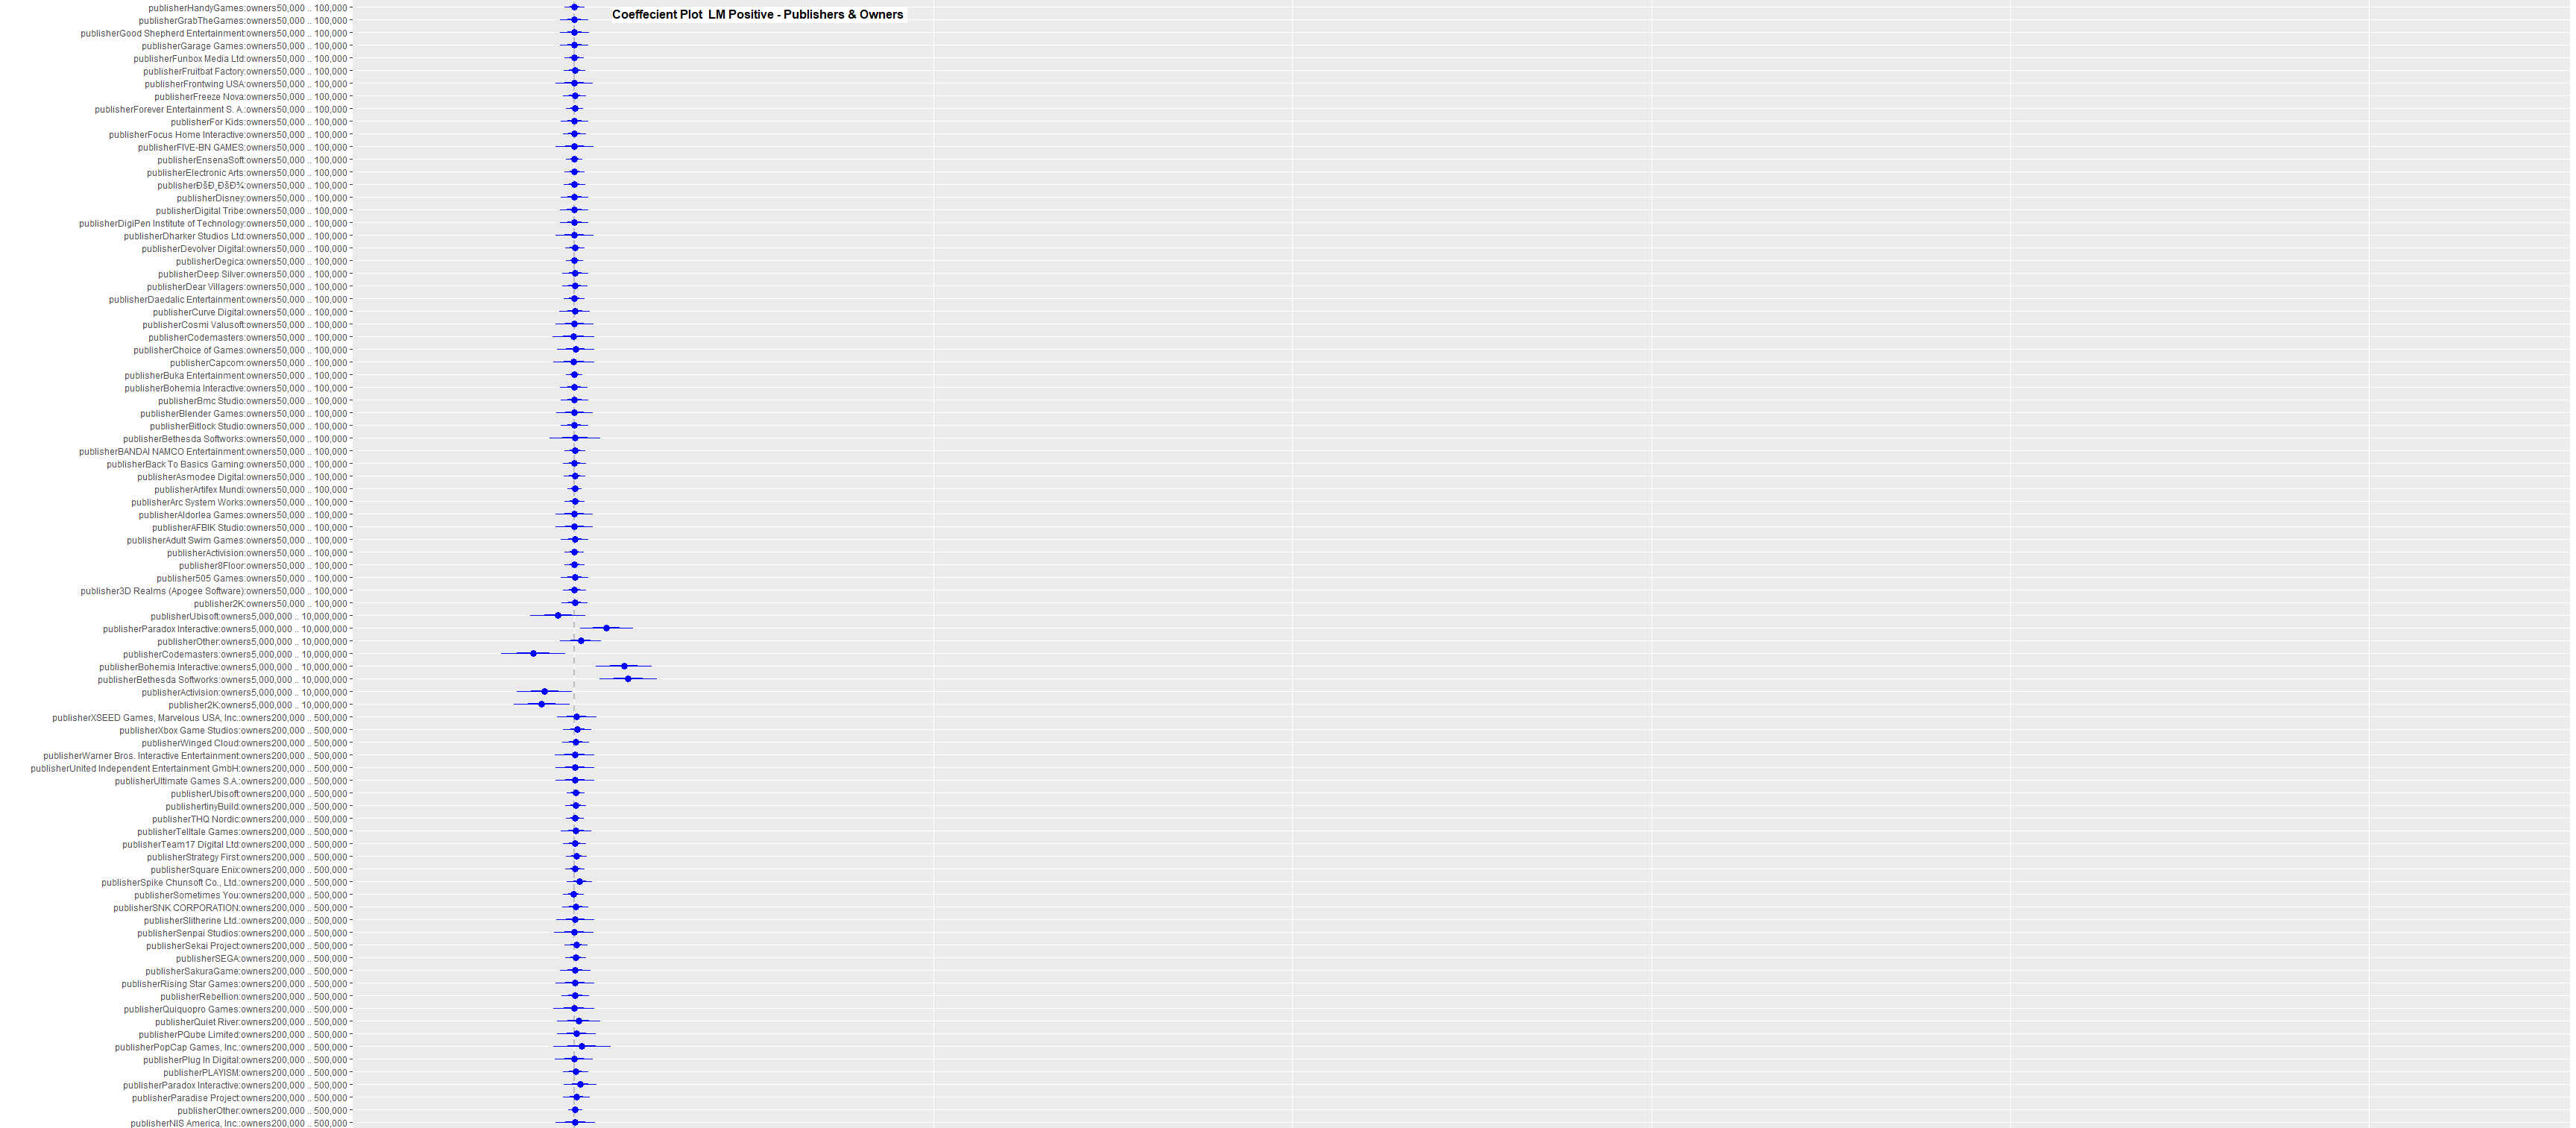 Coeffecient Plot LM Positive - Publishers & Owners
publisherHandyGames:owners50,000 .. 100,000
publisherGrabTheGames:owners50,000 .. 100,000
publisherGood Shepherd Entertainment:owners50,000 .. 100,000
publisherGarage Games:owners50,000 .. 100,000
publisherFunbox Media Ltd:owners50,000 .. 100,000
publisherFruitbat Factory:owners50,000 .. 100,000
publisherFrontwing USA:owners50,000 .. 100,000
publisherFreeze Nova:owners50,000 .. 100,000
publisherForever Entertainment S. A.:owners50,000 .. 100,000
publisherFor Kids:owners50,000 .. 100,000
publisherFocus Home Interactive:owners50,000 .. 100,000
publisherFIVE-BN GAMES:owners50,000 .. 100,000
publisherEnsenaSoft:owners50,000 .. 100,000
publisherElectronic Arts:owners50,000 .. 100,000
publisherÐšÐ¸ÐšÐ¾:owners50,000 .. 100,000
publisherDisney:owners50,000 .. 100,000
publisherDigital Tribe:owners50,000 .. 100,000
publisherDigiPen Institute of Technology:owners50,000 .. 100,000
publisherDharker Studios Ltd:owners50,000 .. 100,000
publisherDevolver Digital:owners50,000 .. 100,000
publisherDegica:owners50,000 .. 100,000
publisherDeep Silver:owners50,000 .. 100,000
publisherDear Villagers:owners50,000 .. 100,000
publisherDaedalic Entertainment:owners50,000 .. 100,000
publisherCurve Digital:owners50,000 .. 100,000
publisherCosmi Valusoft:owners50,000 .. 100,000
publisherCodemasters:owners50,000 .. 100,000
publisherChoice of Games:owners50,000 .. 100,000
publisherCapcom:owners50,000 .. 100,000
publisherBuka Entertainment:owners50,000 .. 100,000
publisherBohemia Interactive:owners50,000 .. 100,000
publisherBmc Studio:owners50,000 .. 100,000
publisherBlender Games:owners50,000 .. 100,000
publisherBitlock Studio:owners50,000 .. 100,000
publisherBethesda Softworks:owners50,000 .. 100,000
publisherBANDAI NAMCO Entertainment:owners50,000 .. 100,000
publisherBack To Basics Gaming:owners50,000 .. 100,000
publisherAsmodee Digital:owners50,000 .. 100,000
publisherArtifex Mundi:owners50,000 .. 100,000
publisherArc System Works:owners50,000 .. 100,000
publisherAldorlea Games:owners50,000 .. 100,000
publisherAFBIK Studio:owners50,000 .. 100,000
publisherAdult Swim Games:owners50,000 .. 100,000
publisherActivision:owners50,000 .. 100,000
publisher8Floor:owners50,000 .. 100,000
publisher505 Games:owners50,000 .. 100,000
publisher3D Realms (Apogee Software):owners50,000 .. 100,000
publisher2K:owners50,000 .. 100,000
publisherUbisoft:owners5,000,000 .. 10,000,000
publisherParadox Interactive:owners5,000,000 .. 10,000,000
publisherOther:owners5,000,000 .. 10,000,000
publisherCodemasters:owners5,000,000 .. 10,000,000
publisherBohemia Interactive:owners5,000,000 .. 10,000,000
publisherBethesda Softworks:owners5,000,000 .. 10,000,000
publisherActivision:owners5,000,000 .. 10,000,000
publisher2K:owners5,000,000 .. 10,000,000
publisherXSEED Games, Marvelous USA, Inc.:owners200,000 .. 500,000
publisherXbox Game Studios:owners200,000 .. 500,000
publisherWinged Cloud:owners200,000 .. 500,000
publisherWarner Bros. Interactive Entertainment:owners200,000 .. 500,000
publisherUnited Independent Entertainment GmbH:owners200,000 .. 500,000
publisherUltimate Games S.A.:owners200,000 .. 500,000
publisherUbisoft:owners200,000 .. 500,000
publishertinyBuild:owners200,000 .. 500,000
publisherTHQ Nordic:owners200,000 .. 500,000
publisherTelltale Games:owners200,000 .. 500,000
publisherTeam17 Digital Ltd:owners200,000 .. 500,000
publisherStrategy First:owners200,000 .. 500,000
publisherSquare Enix:owners200,000 .. 500,000
publisherSpike Chunsoft Co., Ltd.:owners200,000 .. 500,000
publisherSometimes You:owners200,000 .. 500,000
publisherSNK CORPORATION:owners200,000 .. 500,000
publisherSlitherine Ltd.:owners200,000 .. 500,000
publisherSenpai Studios:owners200,000 .. 500,000
publisherSekai Project:owners200,000 .. 500,000
publisherSEGA:owners200,000 .. 500,000
publisherSakuraGame:owners200,000 .. 500,000
publisherRising Star Games:owners200,000 .. 500,000
publisherRebellion:owners200,000 .. 500,000
publisherQuiquopro Games:owners200,000 .. 500,000
publisherQuiet River:owners200,000 .. 500,000
publisherPQube Limited:owners200,000 .. 500,000
publisherPopCap Games, Inc.:owners200,000 .. 500,000
publisherPlug In Digital:owners200,000 .. 500,000
publisherPLAYISM:owners200,000 .. 500,000
publisherParadox Interactive:owners200,000 .. 500,000
publisherParadise Project:owners200,000 .. 500,000
publisherOther:owners200,000 .. 500,000
publisherNIS America, Inc.:owners200,000 .. 500,000